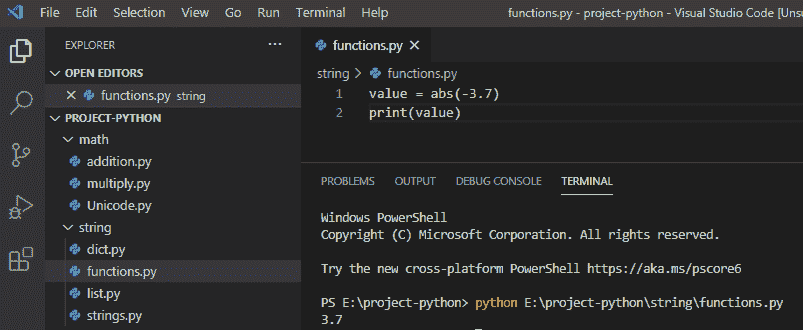 File Edit Selection View Go Run Terminal Help functions.py - project-python - Visual Studio Code [Uns
EXPLORER
OPEN EDITORS
functions.py string
PROJECT-PYTHON
math
addition.py
multiply.py
Unicode.py
string
dict.py
functions.py
list.py
strings.py
functions.py
string > functions.py
1 value = abs(-3.7)
2 print(value)
PROBLEMS OUTPUT DEBUG CONSOLE TERMINAL
Windows PowerShell
Copyright (C) Microsoft Corporation. All rights reserved.
Try the new cross-platform PowerShell https://aka.ms/pscore6
PS E:\project-python> python E:\project-python\string\functions.py
3.7